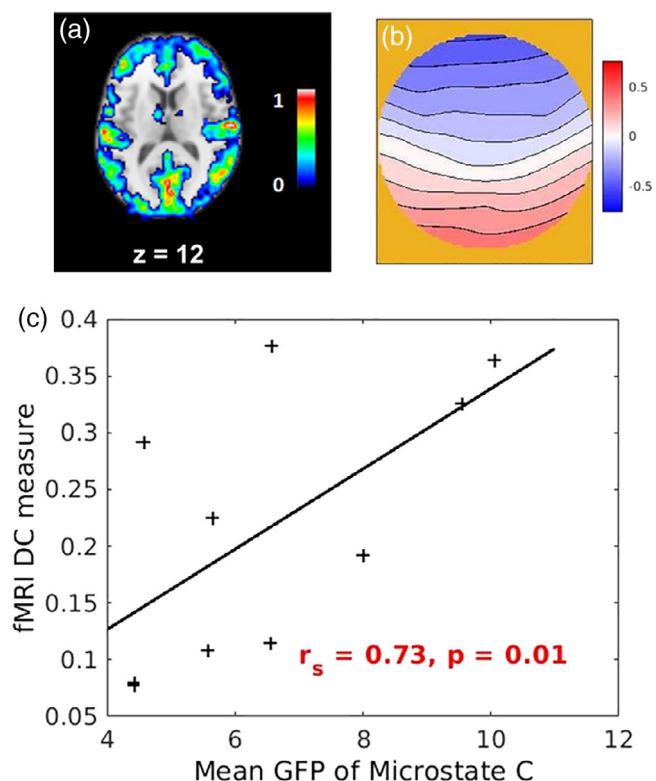 (a)
1
0
z = 12
(b)
0.5
0
-0.5
(c)
0.4
0.35
0.3
0.25
0.2
0.15
0.1
0.05
fMRI DC measure
r_s = 0.73, p = 0.01
4
6
8
10
12
Mean GFP of Microstate C